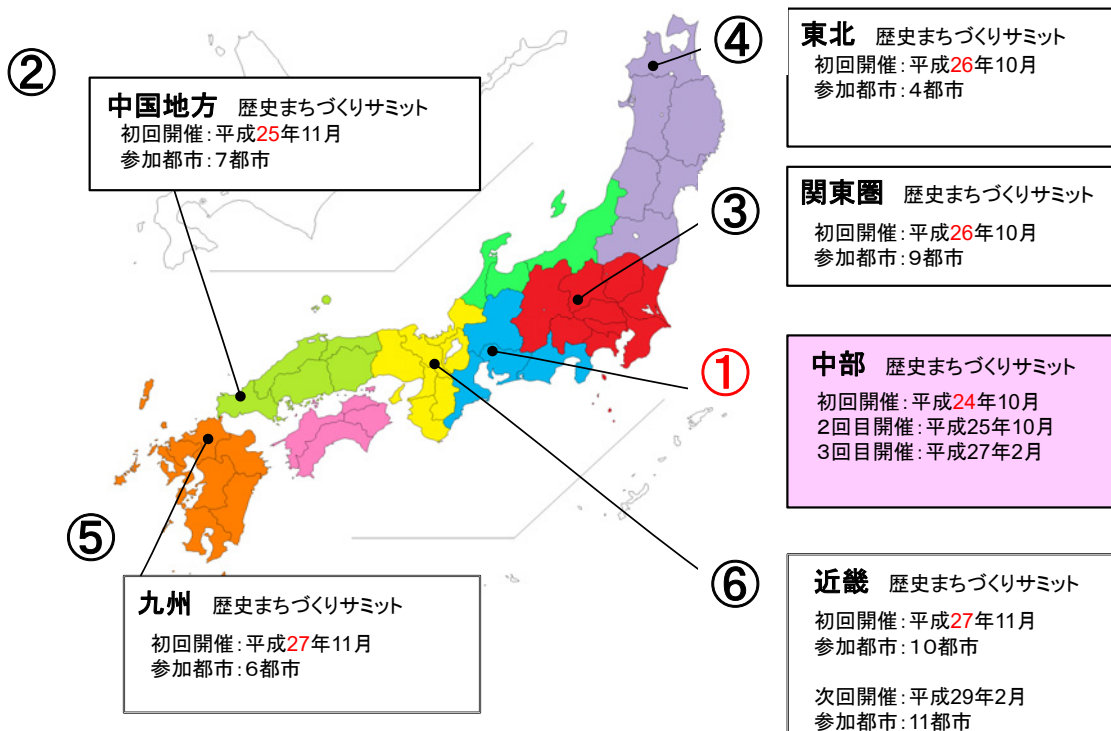 ②
中国地方 歴史まちづくりサミット
初回開催:平成25年11月
参加都市:7都市
④
東北 歴史まちづくりサミット
初回開催:平成26年10月
参加都市:4都市
③
関東圏 歴史まちづくりサミット
初回開催:平成26年10月
参加都市:9都市
①
中部 歴史まちづくりサミット
初回開催:平成24年10月
2回目開催:平成25年10月
3回目開催:平成27年2月
⑤
九州 歴史まちづくりサミット
初回開催:平成27年11月
参加都市:6都市
⑥
近畿 歴史まちづくりサミット
初回開催:平成27年11月
参加都市:10都市
次回開催:平成29年2月
参加都市:11都市